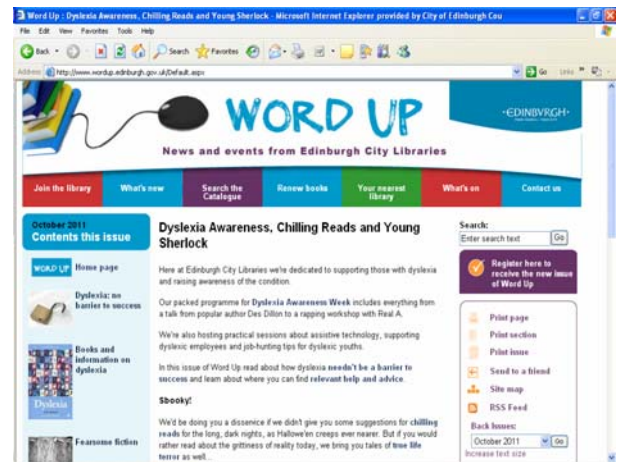 Word Up : Dyslexia Awareness, Chilling Reads and Young Sherlock - Microsoft Internet Explorer provided by City of Edinburgh Cou
File Edit View Favorites Tools Help
Back Search Favorites
Address http://www.wordup.edinburgh.gov.uk/Default.aspx Go Links
WORD UP
·EDINBVRGH·
News and events from Edinburgh City Libraries
Join the library
What's new
Search the
Catalogue
Renew books
Your nearest
library
What's on
Contact us
October 2011
Contents this issue
WORD UP Home page
Dyslexia: no
barrier to success
Books and
information on
dyslexia
Dyslexia
Fearsome fiction
Dyslexia Awareness, Chilling Reads and Young
Sherlock
Here at Edinburgh City Libraries we're dedicated to supporting those with dyslexia
and raising awareness of the condition.
Our packed programme for Dyslexia Awareness Week includes everything from
a talk from popular author Des Dillon to a rapping workshop with Real A.
We're also hosting practical sessions about assistive technology, supporting
dyslexic employees and job-hunting tips for dyslexic youths.
In this issue of Word Up read about how dyslexia needn't be a barrier to
success and learn about where you can find relevant help and advice.
Sbooky!
We'd be doing you a disservice if we didn't give you some suggestions for chilling
reads for the long, dark nights, as Hallowe'en creeps ever nearer. But if you would
rather read about the grittiness of reality today, we bring you tales of true life
terror as well...
Search:
Enter search text Go
Register here to
receive the new issue
of Word Up
Print page
Print section
Print issue
Send to a friend
Site map
RSS Feed
Back Issues:
October 2011 Go
Increase text size